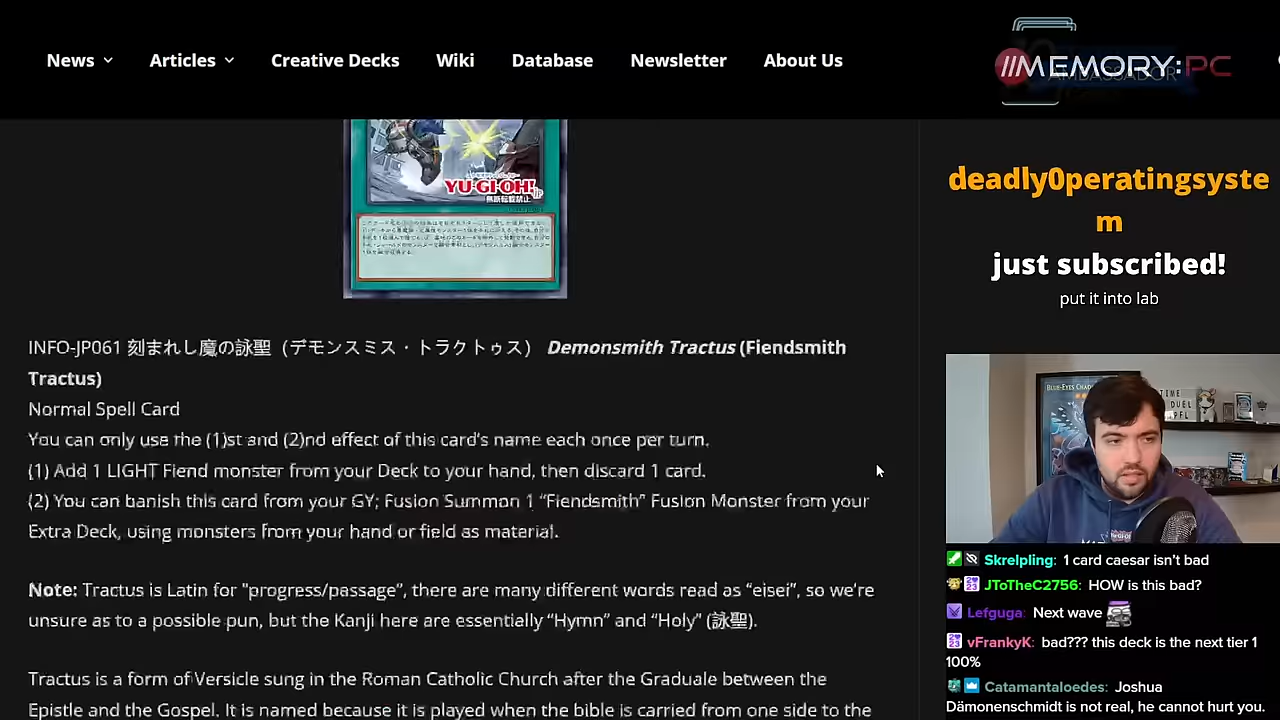 News Articles Creative Decks Wiki Database Newsletter About Us
//MEMORY:PC
AMBASSADOR
YU-GI-OH! jp
無断転載禁止
deadly0peratingsyste
m
just subscribed!
put it into lab
INFO-JP061 刻まれし魔の詠聖（デモンスミス・トラクトゥス） Demonsmith Tractus (Fiendsmith
Tractus)
Normal Spell Card
You can only use the (1)st and (2)nd effect of this card's name each once per turn.
(1) Add 1 LIGHT Fiend monster from your Deck to your hand, then discard 1 card.
(2) You can banish this card from your GY; Fusion Summon 1 “Fiendsmith” Fusion Monster from your
Extra Deck, using monsters from your hand or field as material.
Note: Tractus is Latin for "progress/passage”, there are many different words read as “eisei”, so we're
unsure as to a possible pun, but the Kanji here are essentially “Hymn” and “Holy” (詠聖).
Tractus is a form of Versicle sung in the Roman Catholic Church after the Graduale between the
Epistle and the Gospel. It is named because it is played when the bible is carried from one side to the
TIME
DUEL
Skrelpling: 1 card caesar isn't bad
JToTheC2756: HOW is this bad?
Lefguga: Next wave
vFrankyK: bad??? this deck is the next tier 1
100%
Catamantaloedes: Joshua
Dämonenschmidt is not real, he cannot hurt you.